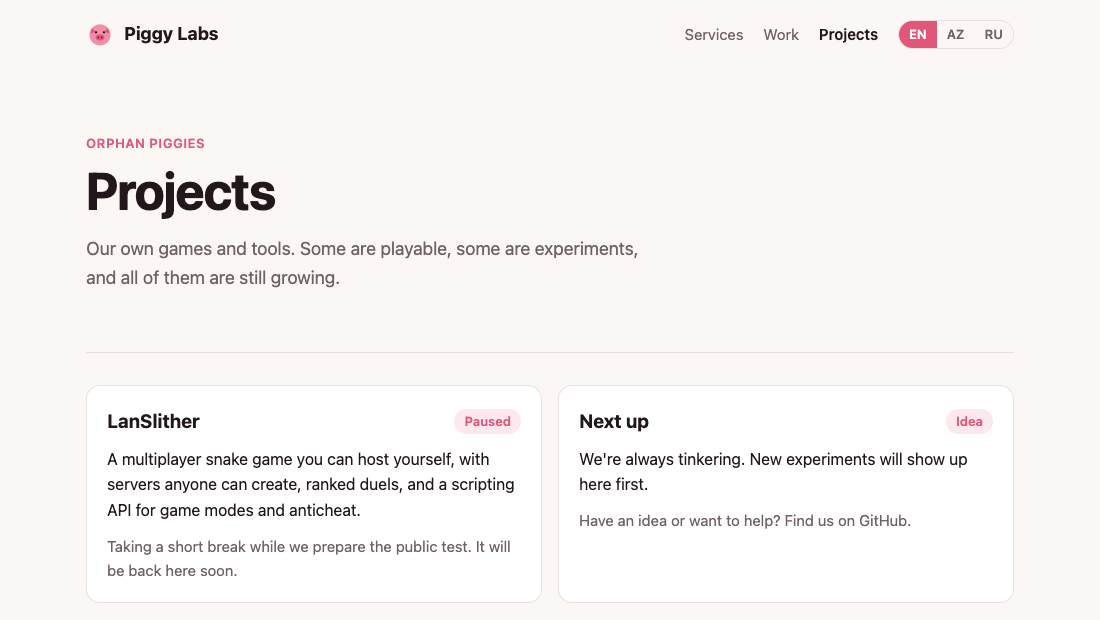 Piggy Labs
Services
Work
Projects
EN
AZ
RU
ORPHAN PIGGIES
Projects
Our own games and tools. Some are playable, some are experiments,
and all of them are still growing.
LanSlither
Paused
A multiplayer snake game you can host yourself, with
servers anyone can create, ranked duels, and a scripting
API for game modes and anticheat.
Taking a short break while we prepare the public test. It will
be back here soon.
Next up
Idea
We're always tinkering. New experiments will show up
here first.
Have an idea or want to help? Find us on GitHub.